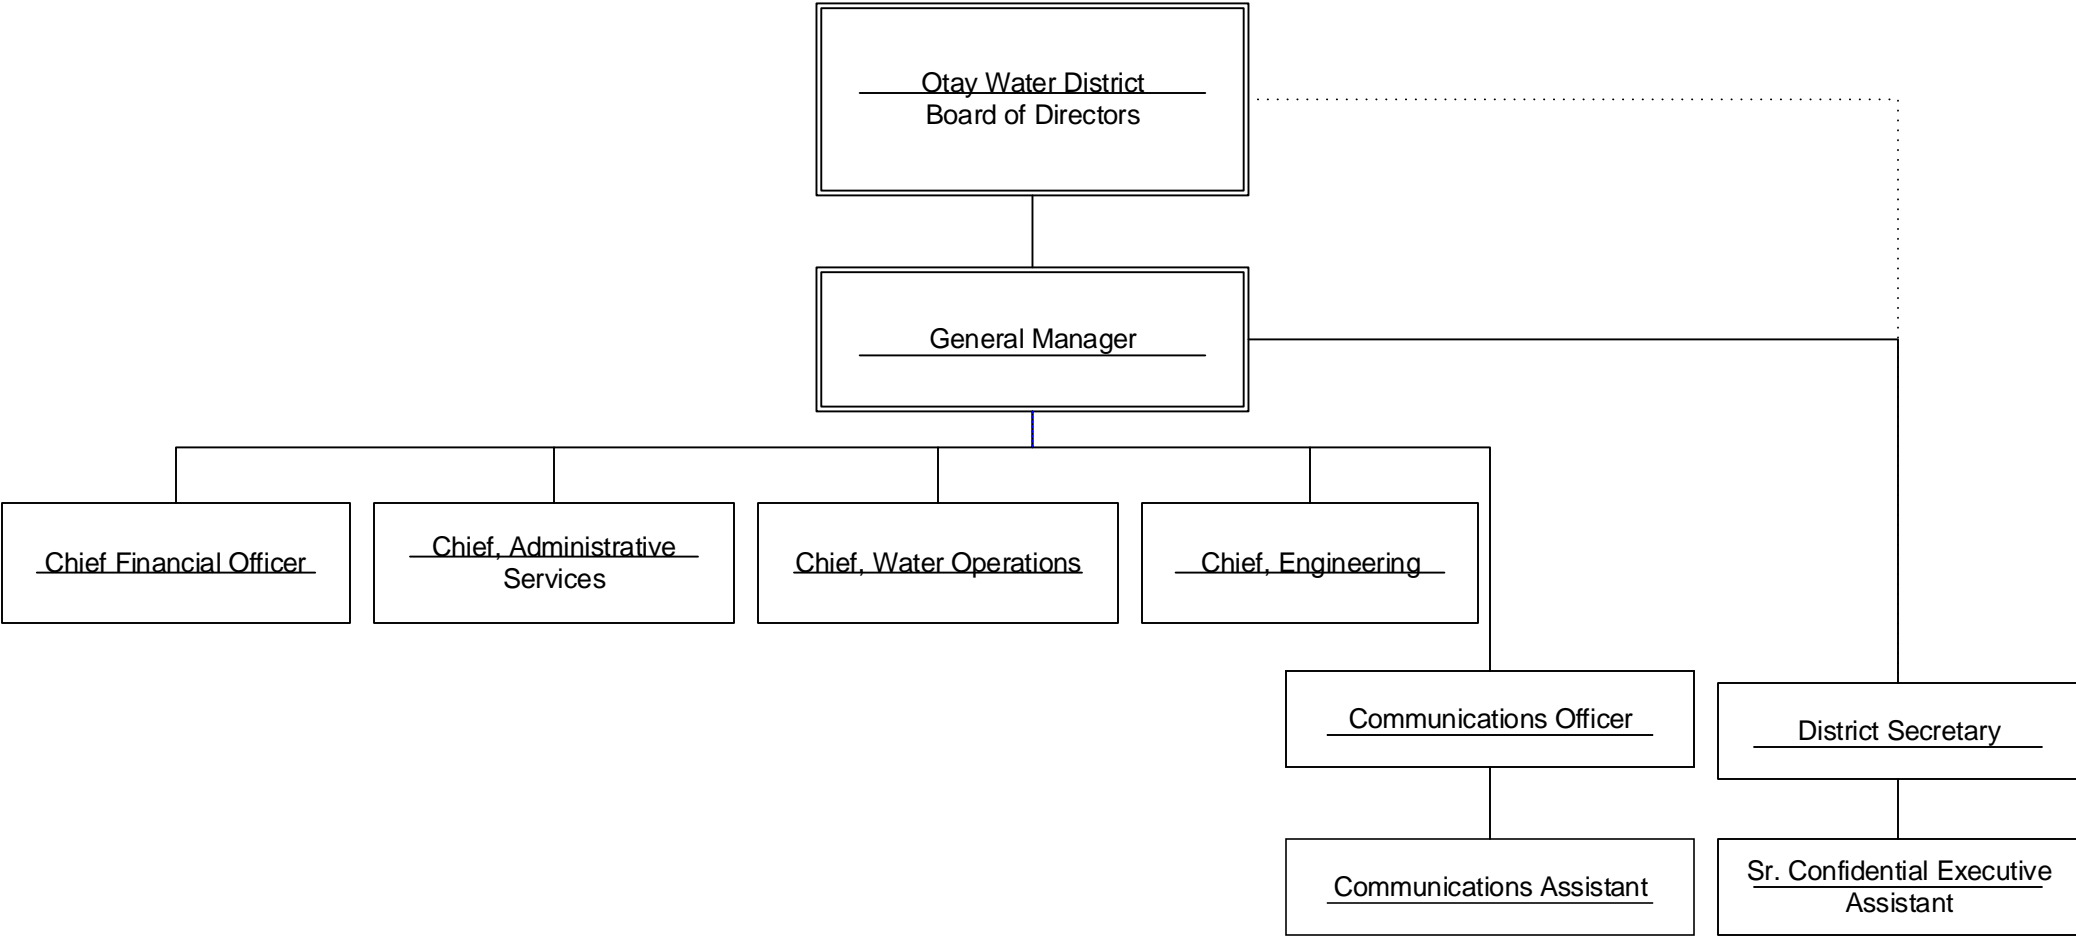 Otay Water District
Board of Directors
General Manager
Chief Financial Officer
Chief, Administrative
Services
Chief, Water Operations
Chief, Engineering
Communications Officer
District Secretary
Communications Assistant
Sr. Confidential Executive
Assistant